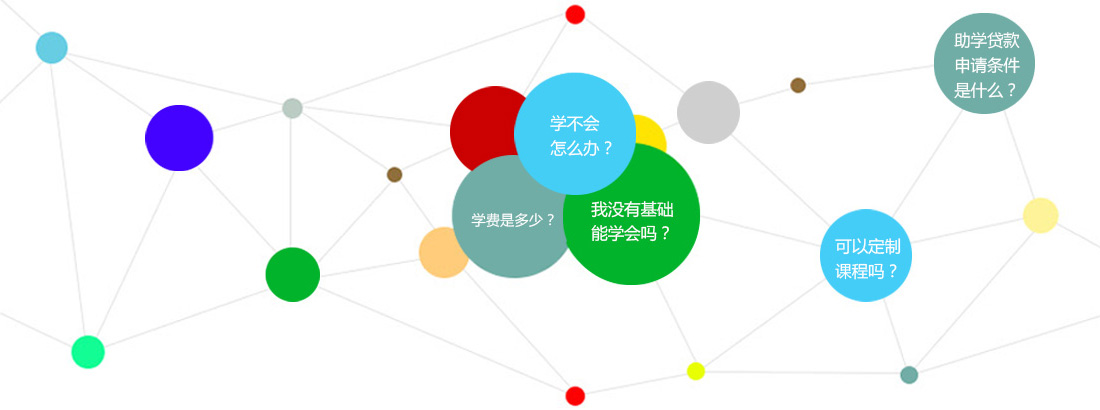 助学贷款
申请条件
是什么？
学不会
怎么办？
学费是多少？
我没有基础
能学会吗？
可以定制
课程吗？